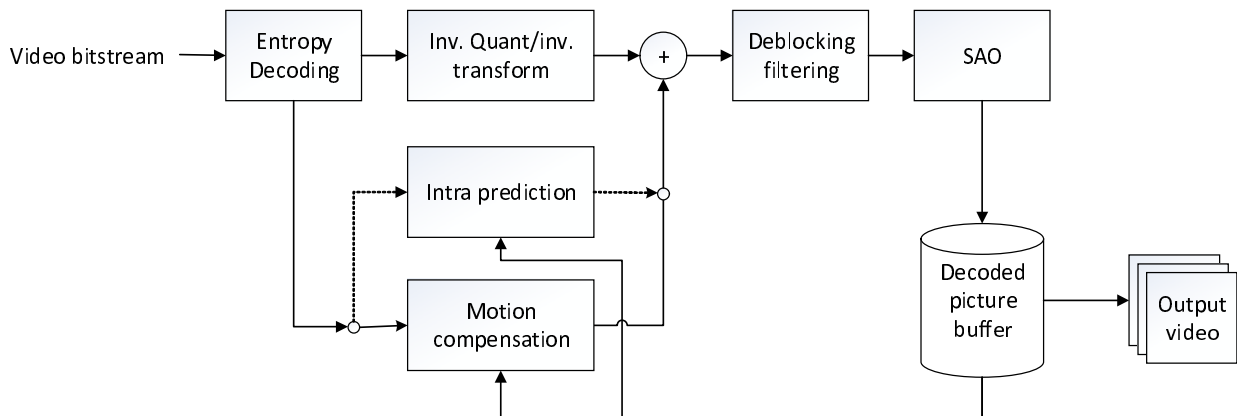 Video bitstream
Entropy
Decoding
Inv. Quant/inv.
transform
+
Deblocking
filtering
SAO
Intra prediction
Motion
compensation
Decoded
picture
buffer
Output
video